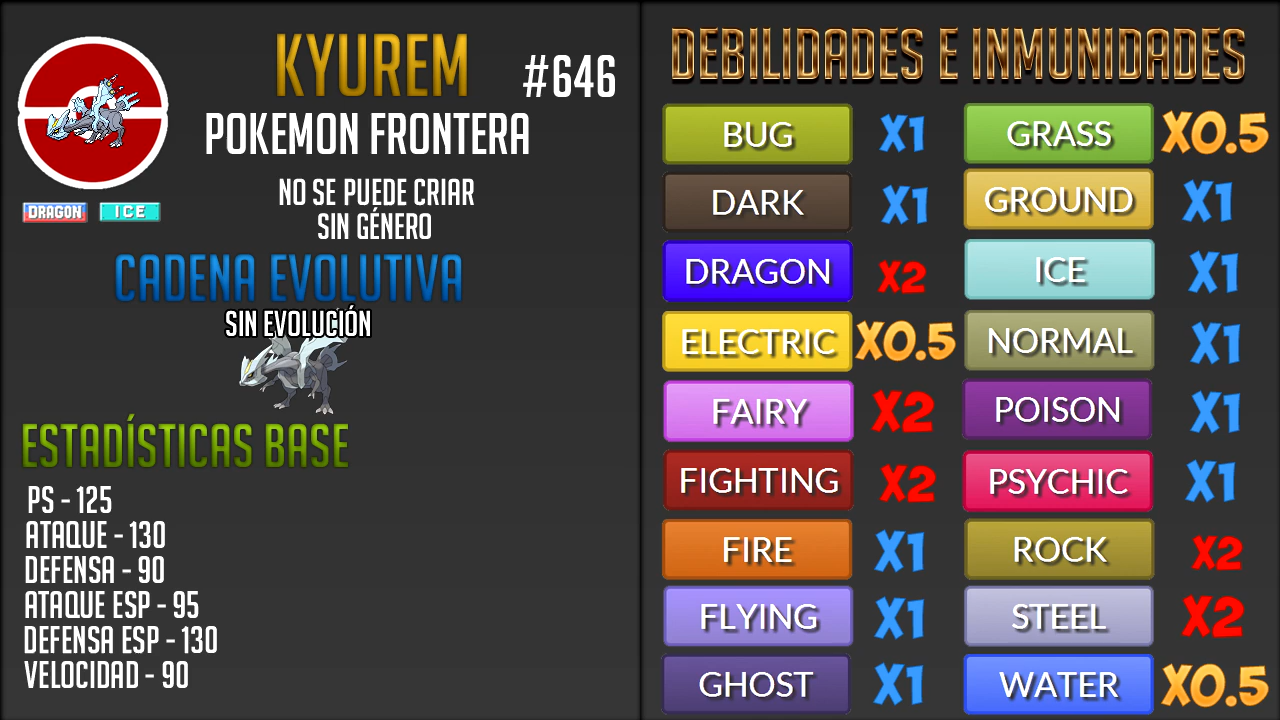 KYUREM
#646
POKEMON FRONTERA
NO SE PUEDE CRIAR
SIN GÉNERO
DRAGON ICE
CADENA EVOLUTIVA
SIN EVOLUCIÓN
ESTADÍSTICAS BASE
PS - 125
ATAQUE - 130
DEFENSA - 90
ATAQUE ESP - 95
DEFENSA ESP - 130
VELOCIDAD - 90
DEBILIDADES E INMUNIDADES
BUG X1 GRASS X0.5
DARK X1 GROUND X1
DRAGON X2 ICE X1
ELECTRIC X0.5 NORMAL X1
FAIRY X2 POISON X1
FIGHTING X2 PSYCHIC X1
FIRE X1 ROCK X2
FLYING X1 STEEL X2
GHOST X1 WATER X0.5